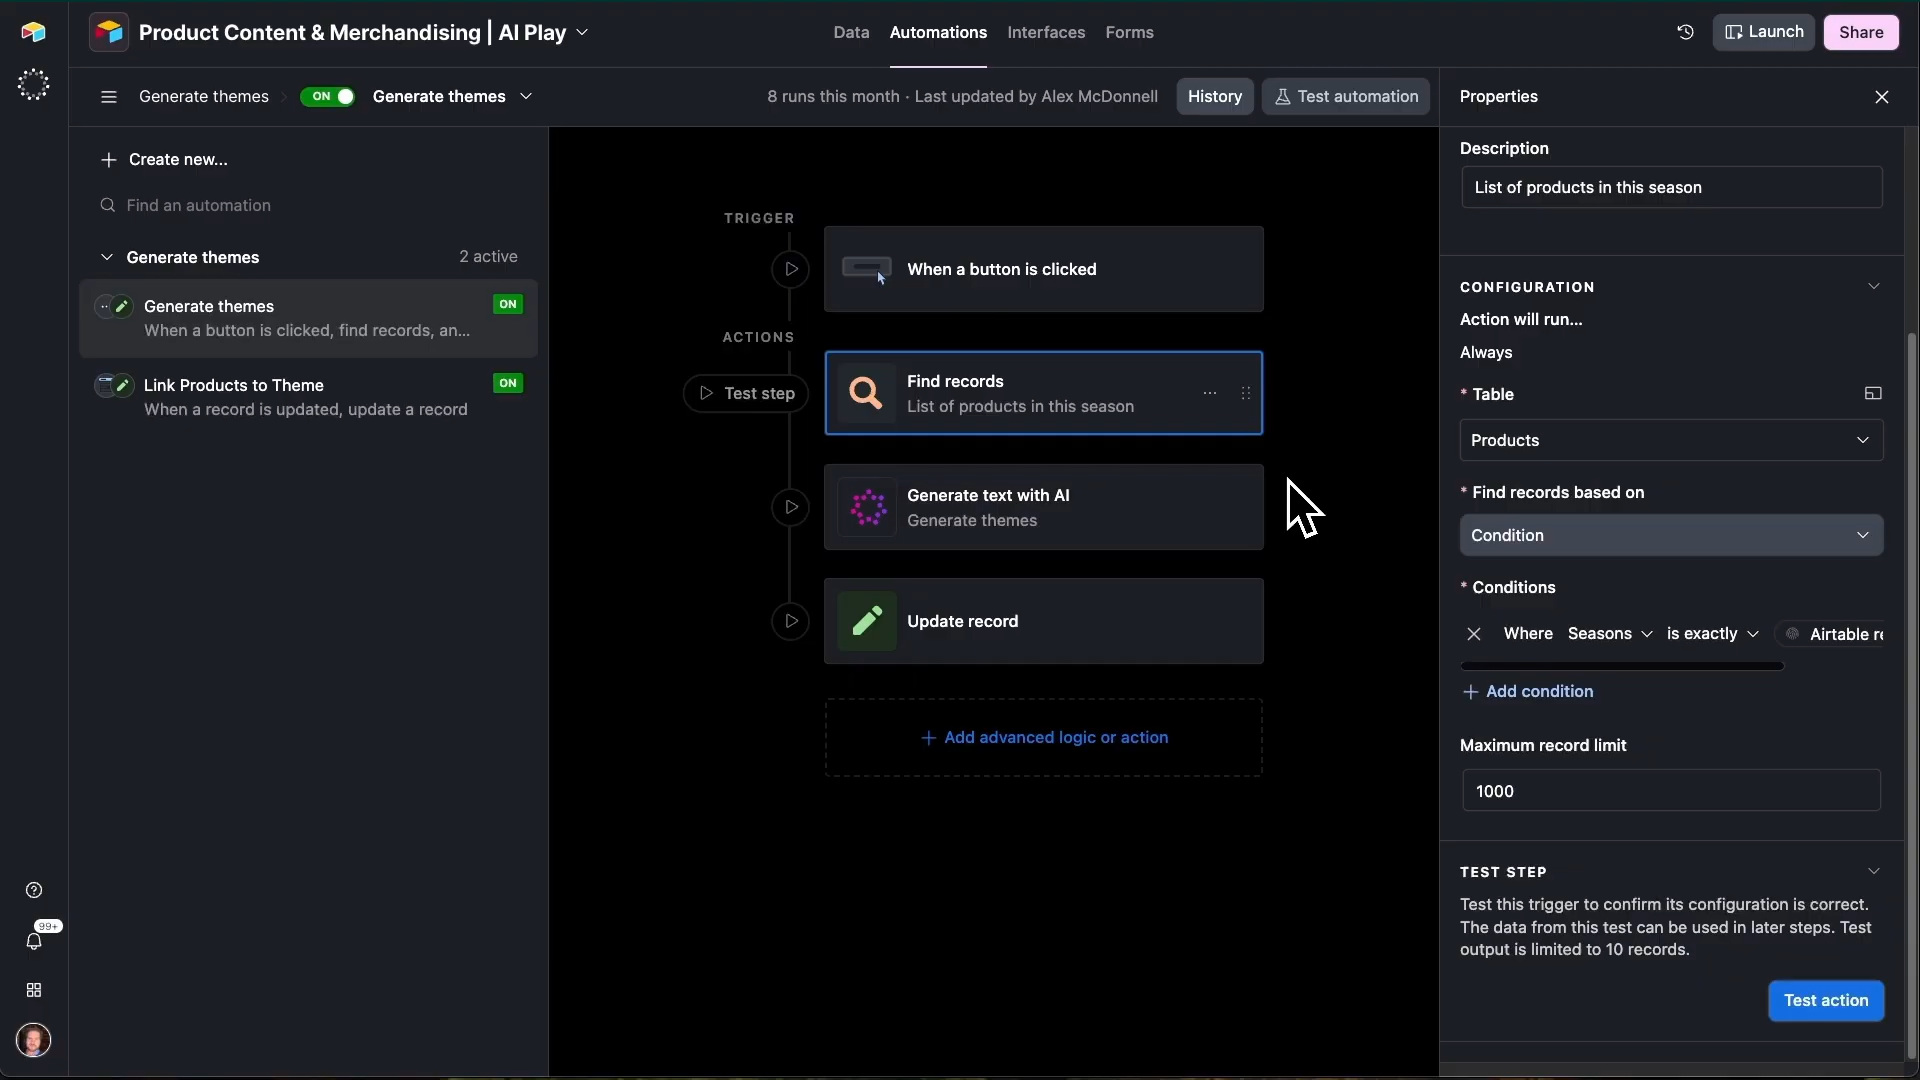 Product Content & Merchandising | AI Play
Data
Automations
Interfaces
Forms
Launch
Share
Generate themes
ON
Generate themes
8 runs this month · Last updated by Alex McDonnell
History
Test automation
Properties
Create new...
Find an automation
Generate themes
2 active
Generate themes
ON
When a button is clicked, find records, an...
Link Products to Theme
ON
When a record is updated, update a record
99+
TRIGGER
When a button is clicked
ACTIONS
Test step
Find records
List of products in this season
Generate text with AI
Generate themes
Update record
+ Add advanced logic or action
Description
List of products in this season
CONFIGURATION
Action will run...
Always
* Table
Products
* Find records based on
Condition
* Conditions
Where Seasons is exactly Airtable re
+ Add condition
Maximum record limit
1000
TEST STEP
Test this trigger to confirm its configuration is correct.
The data from this test can be used in later steps. Test
output is limited to 10 records.
Test action